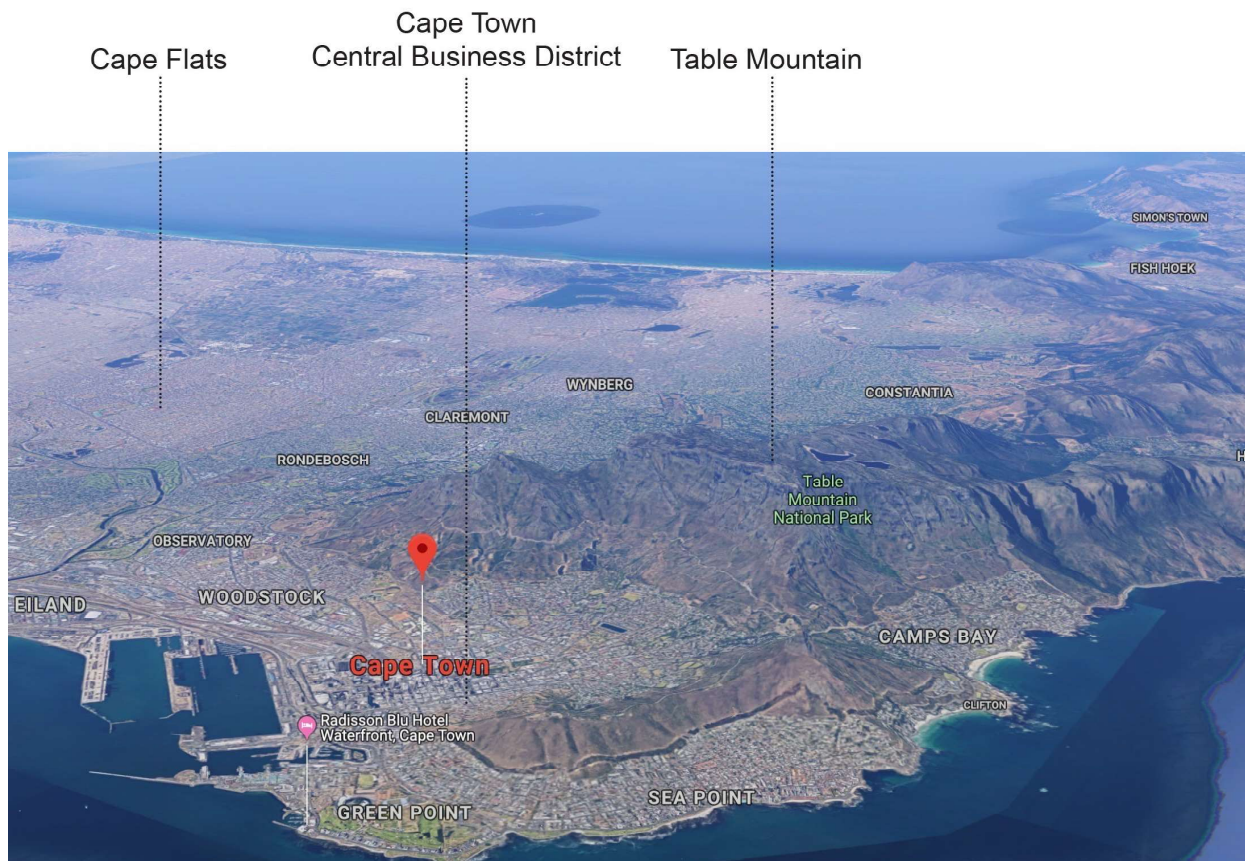 Cape Town
Cape Flats
Central Business District
Table Mountain
SIMON'S TOWN
FISH HOEK
WYNBERG
CONSTANTIA
CLAREMONT
RONDEBOSCH
H
Table
Mountain
National Park
OBSERVATORY
EILAND
WOODSTOCK
CAMPS BAY
Cape Town
CLIFTON
Radisson Blu Hotel
Waterfront, Cape Town
SEA POINT
GREEN POINT